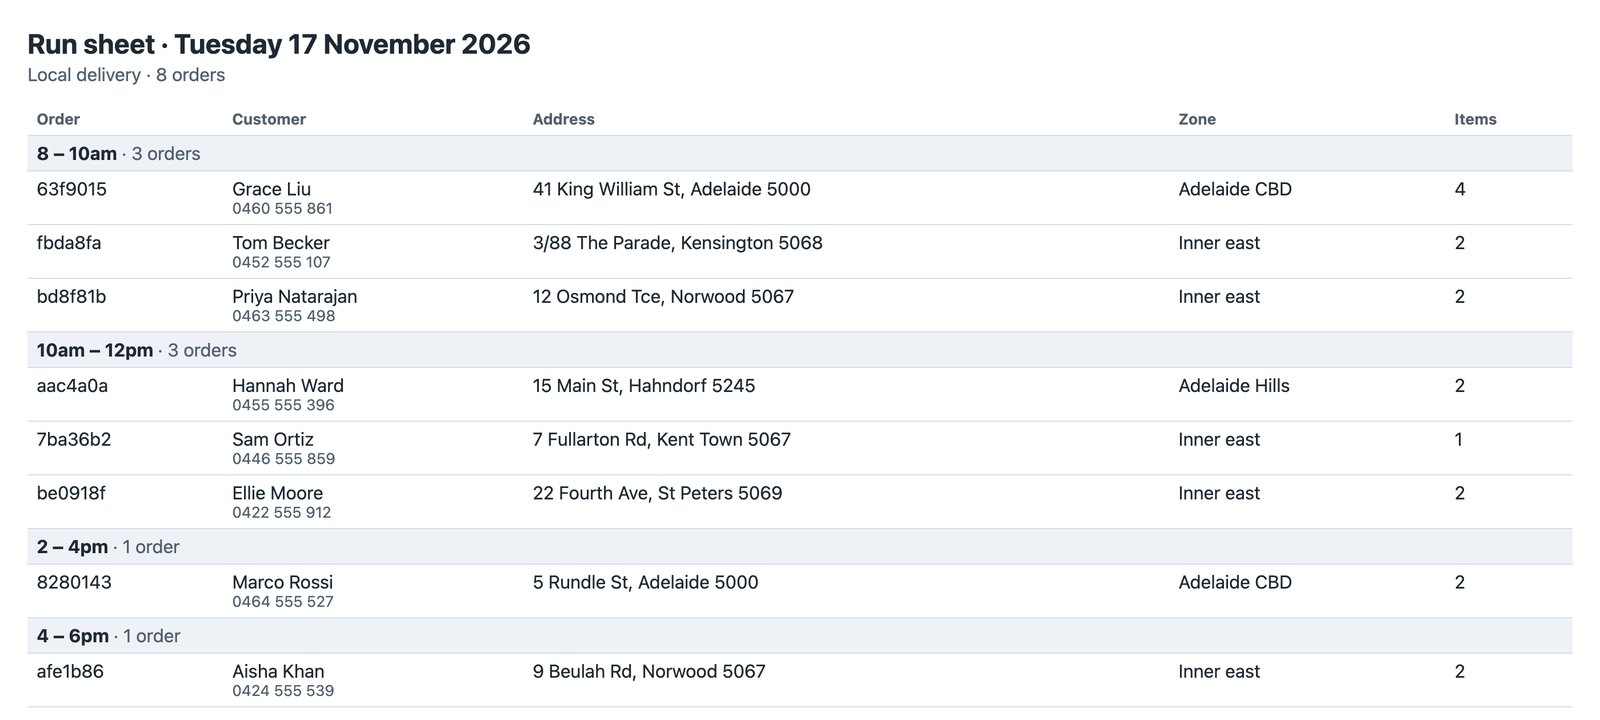 Run sheet · Tuesday 17 November 2026
Local delivery · 8 orders
Order Customer Address Zone Items
8 – 10am · 3 orders
63f9015 Grace Liu 41 King William St, Adelaide 5000 Adelaide CBD 4
0460 555 861
fbda8fa Tom Becker 3/88 The Parade, Kensington 5068 Inner east 2
0452 555 107
bd8f81b Priya Natarajan 12 Osmond Tce, Norwood 5067 Inner east 2
0463 555 498
10am – 12pm · 3 orders
aac4a0a Hannah Ward 15 Main St, Hahndorf 5245 Adelaide Hills 2
0455 555 396
7ba36b2 Sam Ortiz 7 Fullarton Rd, Kent Town 5067 Inner east 1
0446 555 859
be0918f Ellie Moore 22 Fourth Ave, St Peters 5069 Inner east 2
0422 555 912
2 – 4pm · 1 order
8280143 Marco Rossi 5 Rundle St, Adelaide 5000 Adelaide CBD 2
0464 555 527
4 – 6pm · 1 order
afe1b86 Aisha Khan 9 Beulah Rd, Norwood 5067 Inner east 2
0424 555 539